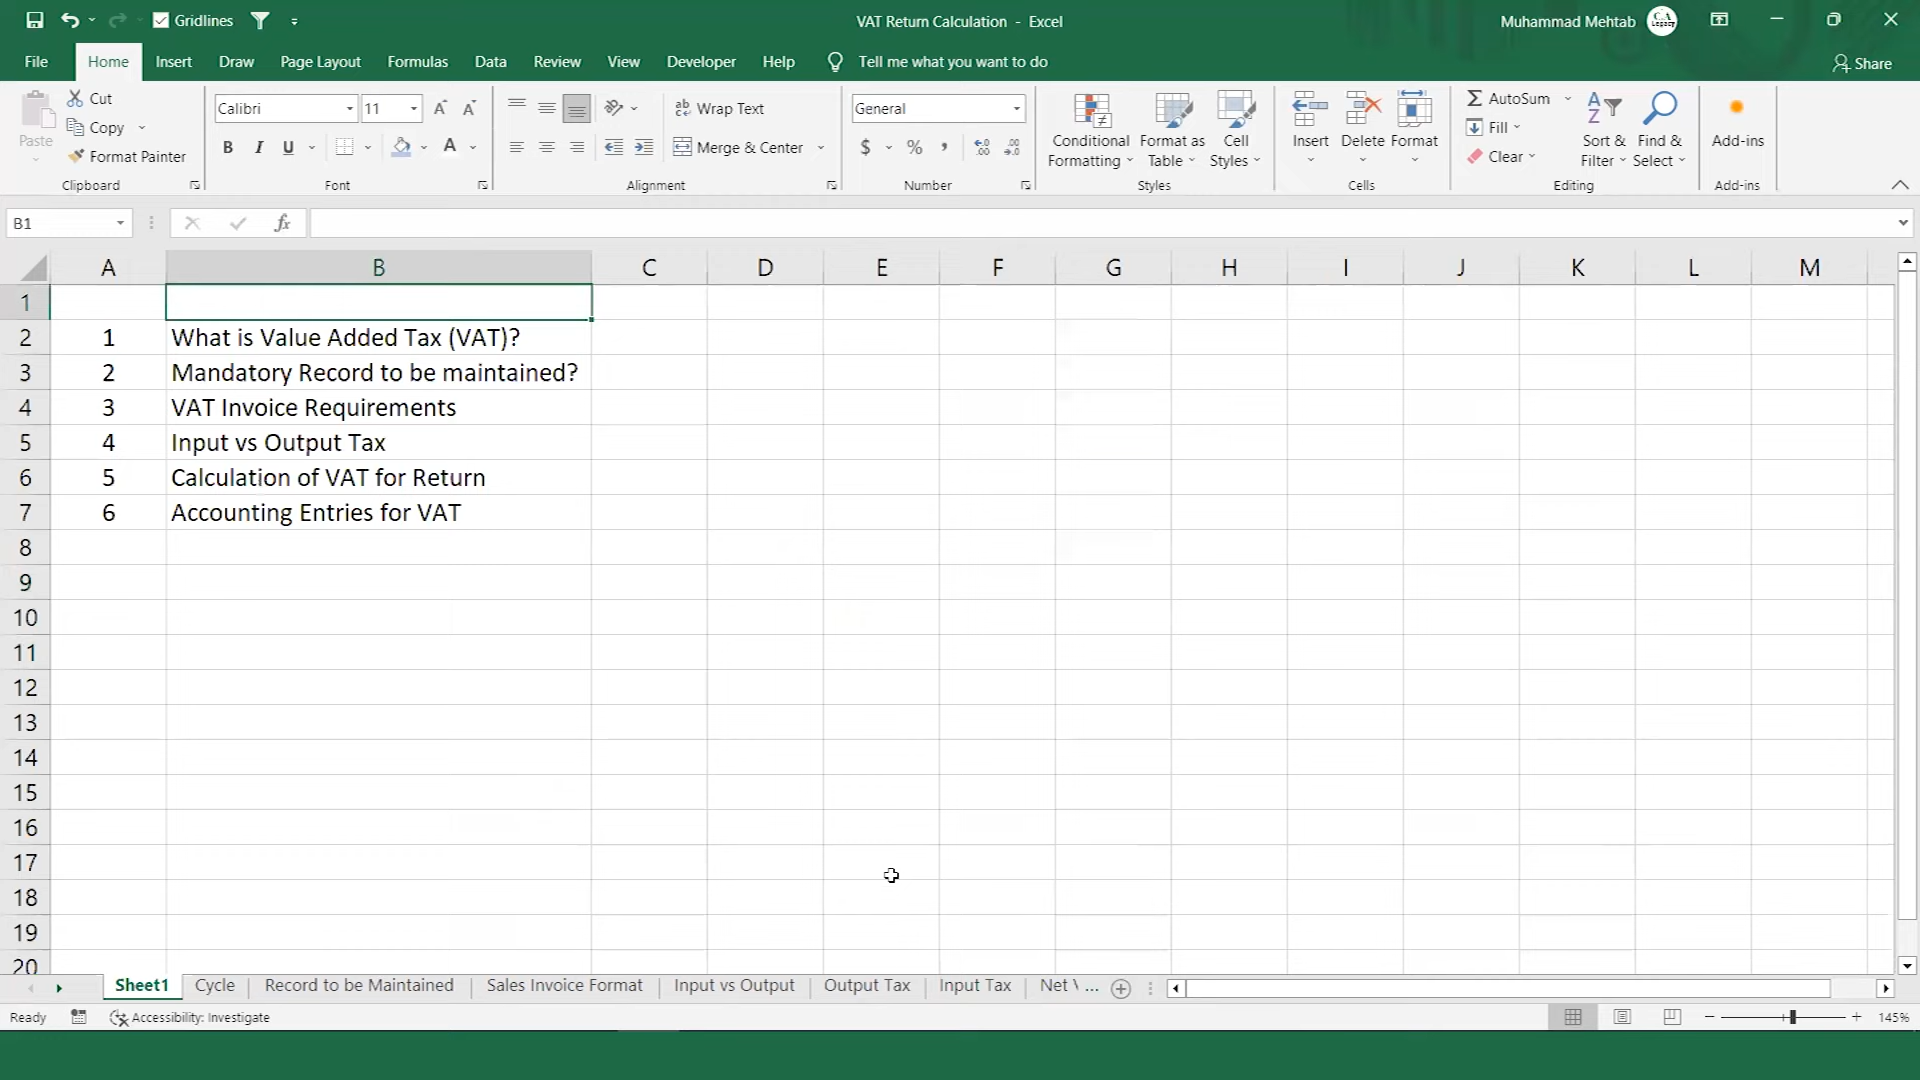 Gridlines
VAT Return Calculation - Excel
Muhammad Mehtab
CA
Legacy
File Home Insert Draw Page Layout Formulas Data Review View Developer Help Tell me what you want to do
Share
Paste
Cut
Copy
Format Painter
Clipboard
Calibri 11
B I U A
Font
ab Wrap Text
Merge & Center
Alignment
General
$ % ,
Number
Conditional Formatting
Format as Table
Cell Styles
Styles
Insert Delete Format
Cells
AutoSum
Fill
Clear
Sort & Filter
Find & Select
Editing
Add-ins
Add-ins
B1 fx
A B C D E F G H I J K L M
1
2 1 What is Value Added Tax (VAT)?
3 2 Mandatory Record to be maintained?
4 3 VAT Invoice Requirements
5 4 Input vs Output Tax
6 5 Calculation of VAT for Return
7 6 Accounting Entries for VAT
8
9
10
11
12
13
14
15
16
17
18
19
20
Sheet1 Cycle Record to be Maintained Sales Invoice Format Input vs Output Output Tax Input Tax Net ...
Ready Accessibility: Investigate
145%